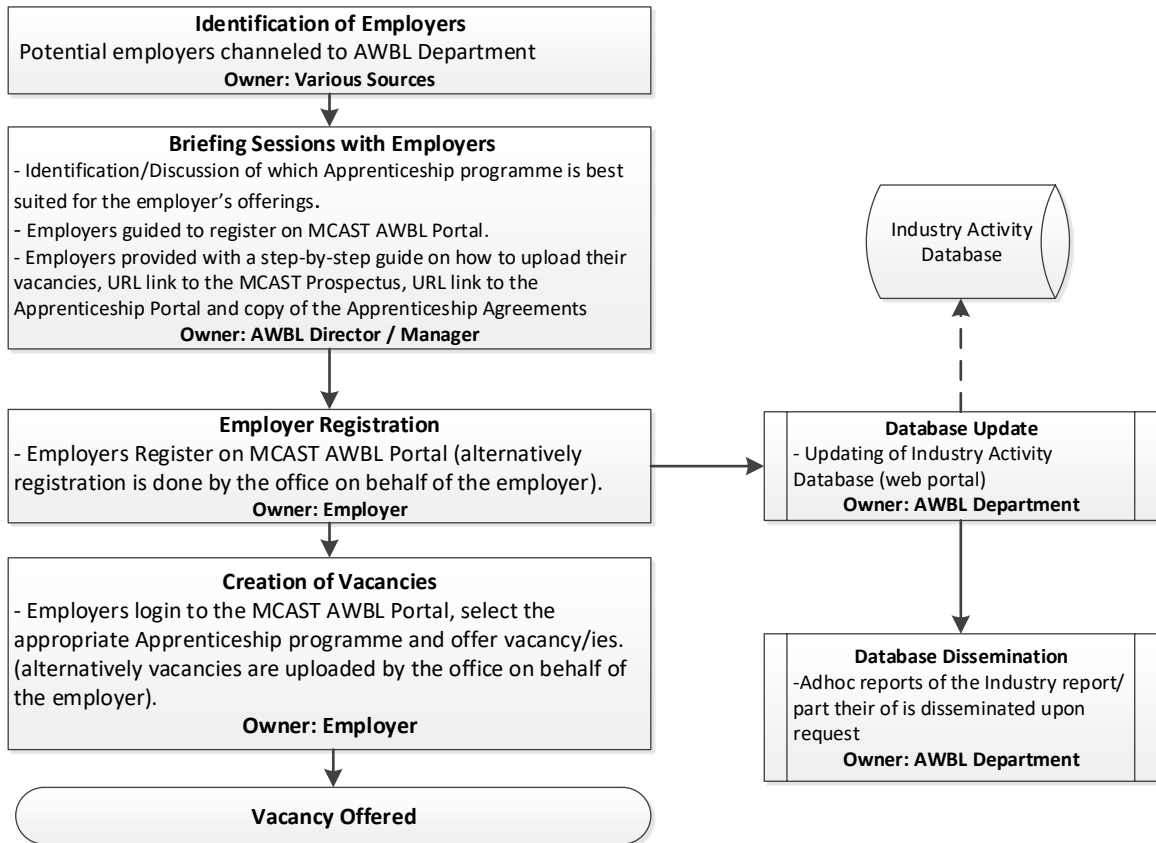 Identification of Employers
Potential employers channeled to AWBL Department
Owner: Various Sources
Briefing Sessions with Employers
- Identification/Discussion of which Apprenticeship programme is best
suited for the employer’s offerings.
- Employers guided to register on MCAST AWBL Portal.
- Employers provided with a step-by-step guide on how to upload their
vacancies, URL link to the MCAST Prospectus, URL link to the
Apprenticeship Portal and copy of the Apprenticeship Agreements
Owner: AWBL Director / Manager
Industry Activity
Database
Employer Registration
- Employers Register on MCAST AWBL Portal (alternatively
registration is done by the office on behalf of the employer).
Owner: Employer
Database Update
- Updating of Industry Activity
Database (web portal)
Owner: AWBL Department
Creation of Vacancies
- Employers login to the MCAST AWBL Portal, select the
appropriate Apprenticeship programme and offer vacancy/ies.
(alternatively vacancies are uploaded by the office on behalf of
the employer).
Owner: Employer
Database Dissemination
-Adhoc reports of the Industry report/
part their of is disseminated upon
request
Owner: AWBL Department
Vacancy Offered